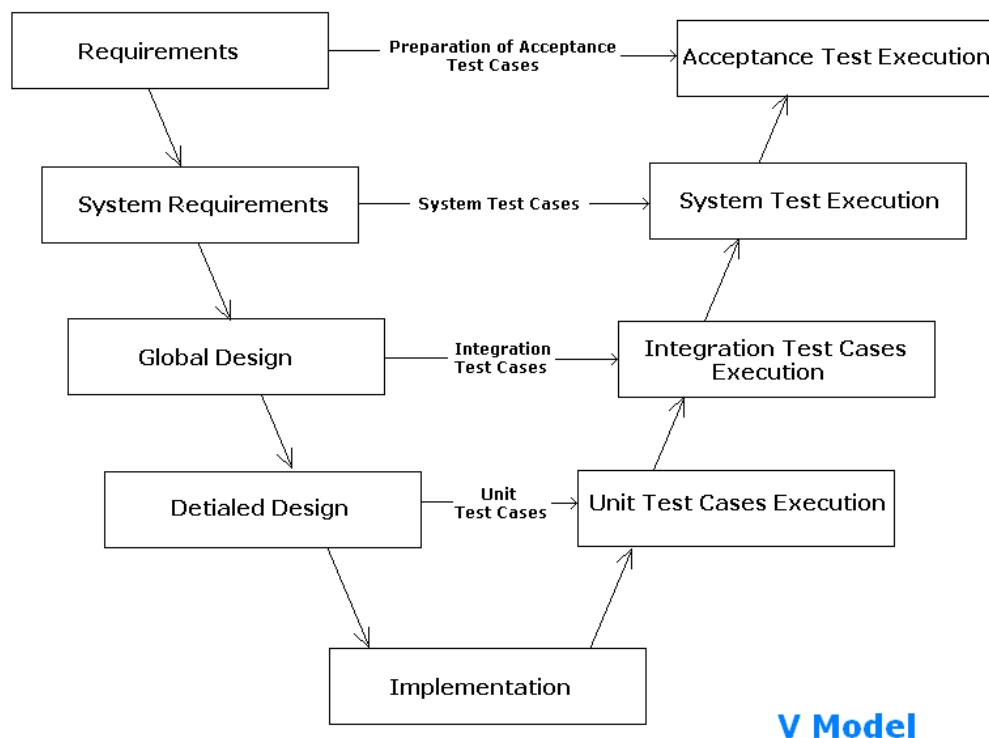 Requirements
Preparation of Acceptance
Test Cases
Acceptance Test Execution
System Requirements
System Test Cases
System Test Execution
Global Design
Integration
Test Cases
Integration Test Cases
Execution
Detialed Design
Unit
Test Cases
Unit Test Cases Execution
Implementation
V Model